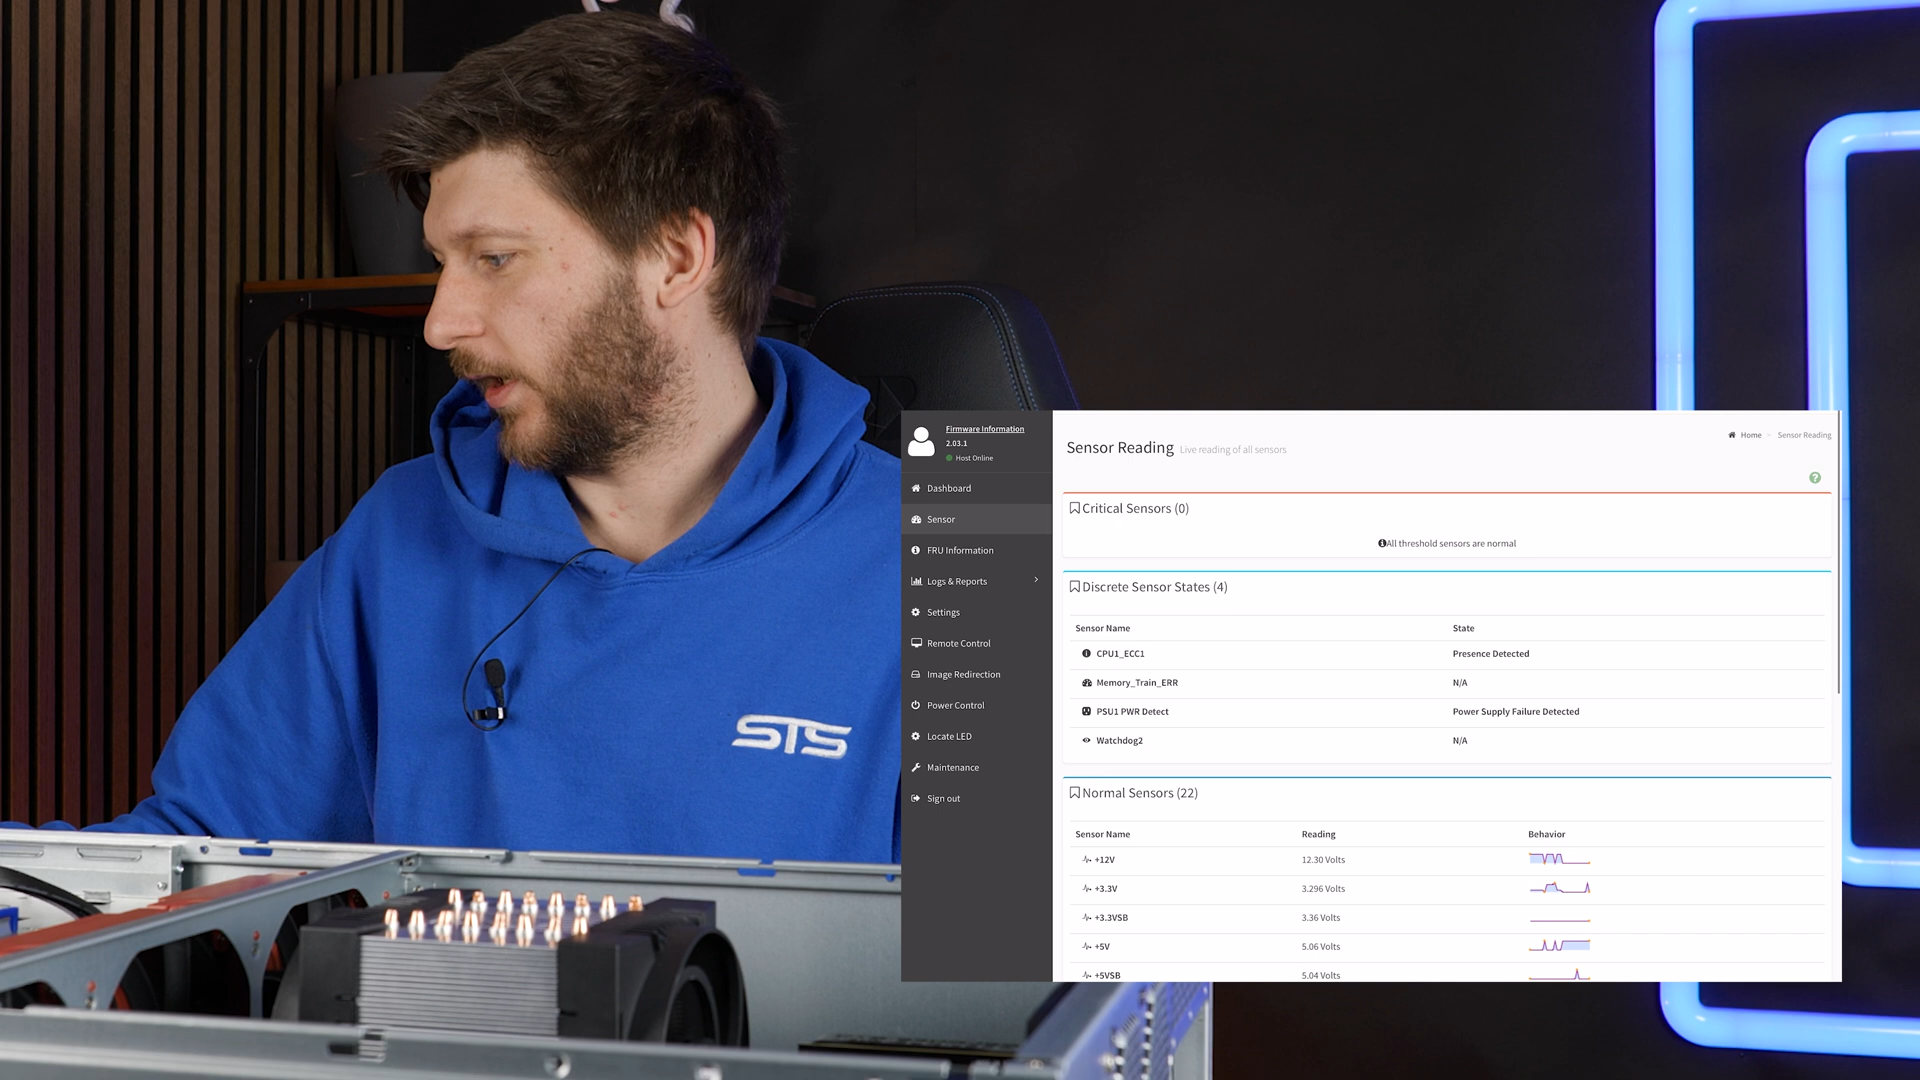 STS
Firmware Information
2.03.1
Host Online
Dashboard
Sensor
FRU Information
Logs & Reports
Settings
Remote Control
Image Redirection
Power Control
Locate LED
Maintenance
Sign out
Sensor Reading Live reading of all sensors
Home > Sensor Reading
?
Critical Sensors (0)
All threshold sensors are normal
Discrete Sensor States (4)
Sensor Name State
CPU1_ECC1 Presence Detected
Memory_Train_ERR N/A
PSU1 PWR Detect Power Supply Failure Detected
Watchdog2 N/A
Normal Sensors (22)
Sensor Name Reading Behavior
+12V 12.30 Volts
+3.3V 3.296 Volts
+3.3VSB 3.36 Volts
+5V 5.06 Volts
+5VSB 5.04 Volts